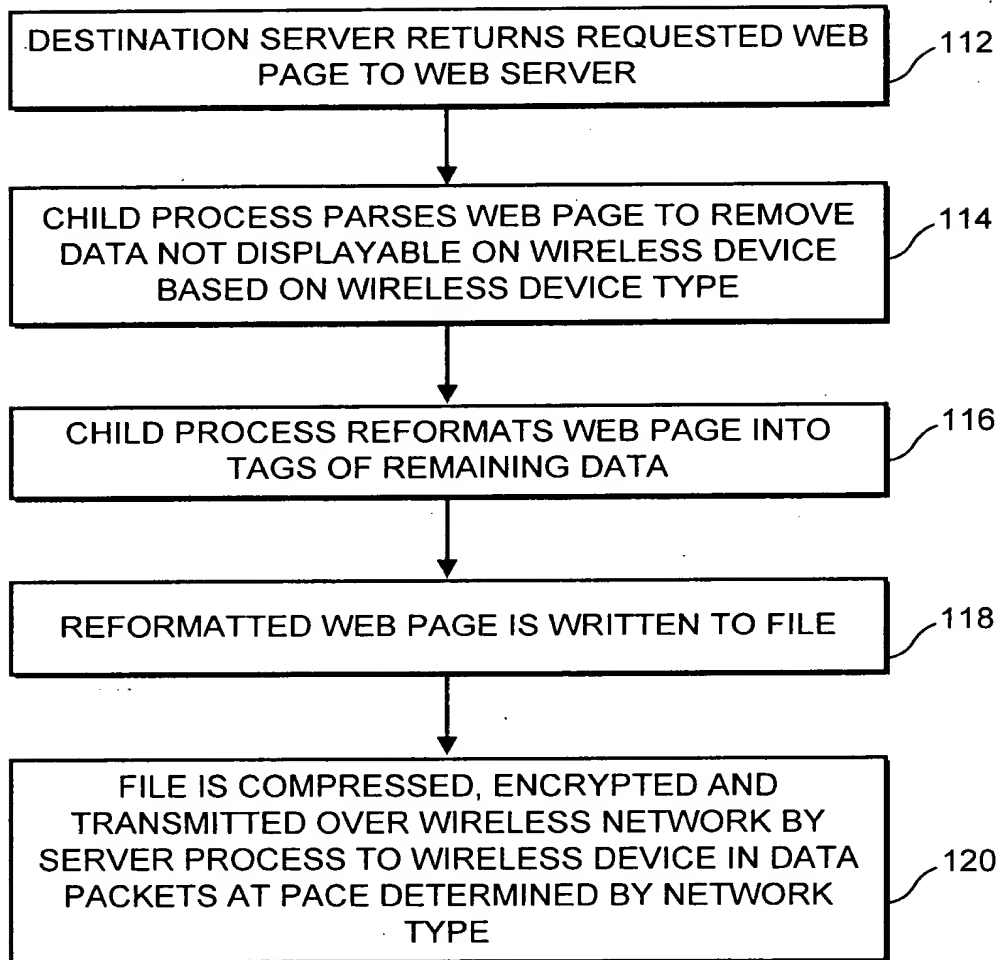 DESTINATION SERVER RETURNS REQUESTED WEB
PAGE TO WEB SERVER
112
CHILD PROCESS PARSES WEB PAGE TO REMOVE
DATA NOT DISPLAYABLE ON WIRELESS DEVICE
BASED ON WIRELESS DEVICE TYPE
114
CHILD PROCESS REFORMATS WEB PAGE INTO
TAGS OF REMAINING DATA
116
REFORMATTED WEB PAGE IS WRITTEN TO FILE
118
FILE IS COMPRESSED, ENCRYPTED AND
TRANSMITTED OVER WIRELESS NETWORK BY
SERVER PROCESS TO WIRELESS DEVICE IN DATA
PACKETS AT PACE DETERMINED BY NETWORK
TYPE
120